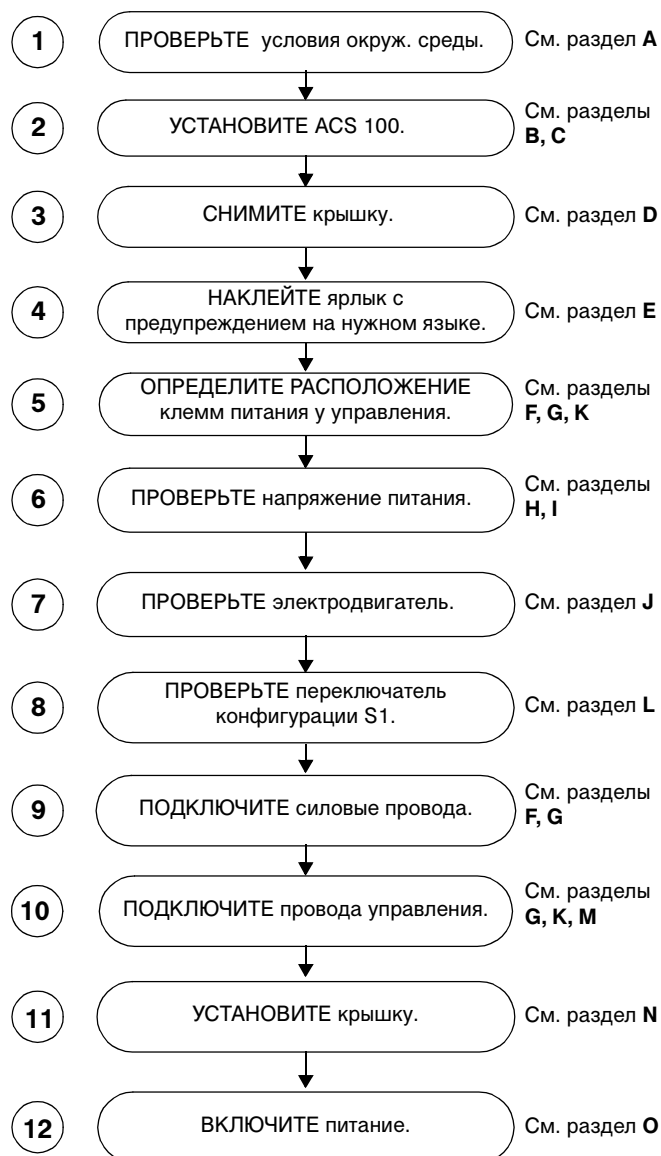 1
ПРОВЕРЬТЕ условия окруж. среды.
См. раздел A
2
УСТАНОВИТЕ ACS 100.
См. разделы
B, C
3
СНИМИТЕ крышку.
См. раздел D
4
НАКЛЕЙТЕ ярлык с
предупреждением на нужном языке.
См. раздел E
5
ОПРЕДЕЛИТЕ РАСПОЛОЖЕНИЕ
клемм питания у управления.
См. разделы
F, G, K
6
ПРОВЕРЬТЕ напряжение питания.
См. разделы
H, I
7
ПРОВЕРЬТЕ электродвигатель.
См. раздел J
8
ПРОВЕРЬТЕ переключатель
конфигурации S1.
См. раздел L
9
ПОДКЛЮЧИТЕ силовые провода.
См. разделы
F, G
10
ПОДКЛЮЧИТЕ провода управления.
См. разделы
G, K, M
11
УСТАНОВИТЕ крышку.
См. раздел N
12
ВКЛЮЧИТЕ питание.
См. раздел O